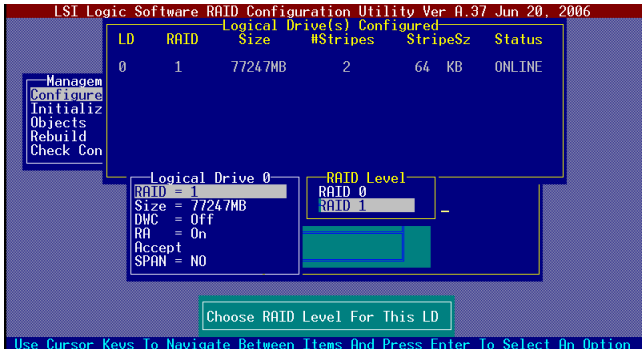 LSI Logic Software RAID Configuration Utility Ver A.37 Jun 20, 2006
Logical Drive(s) Configured
LD RAID Size #Stripes StripeSz Status
0 1 77247MB 2 64 KB ONLINE
Managem
Configure
Initializ
Objects
Rebuild
Check Con
Logical Drive 0
RAID = 1
Size = 77247MB
DWC = Off
RA = On
Accept
SPAN = NO
RAID Level
RAID 0
RAID 1
Choose RAID Level For This LD
Use Cursor Keys To Navigate Between Items And Press Enter To Select An Option